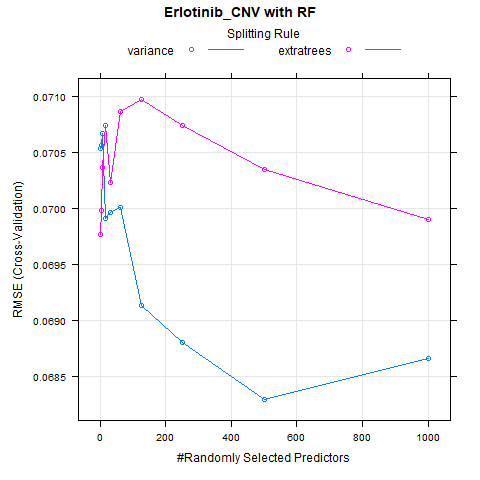 Erlotinib_CNV with RF
Splitting Rule
variance extratrees
0.0710
0.0705
0.0700
0.0695
0.0690
0.0685
RMSE (Cross-Validation)
0 200 400 600 800 1000
#Randomly Selected Predictors